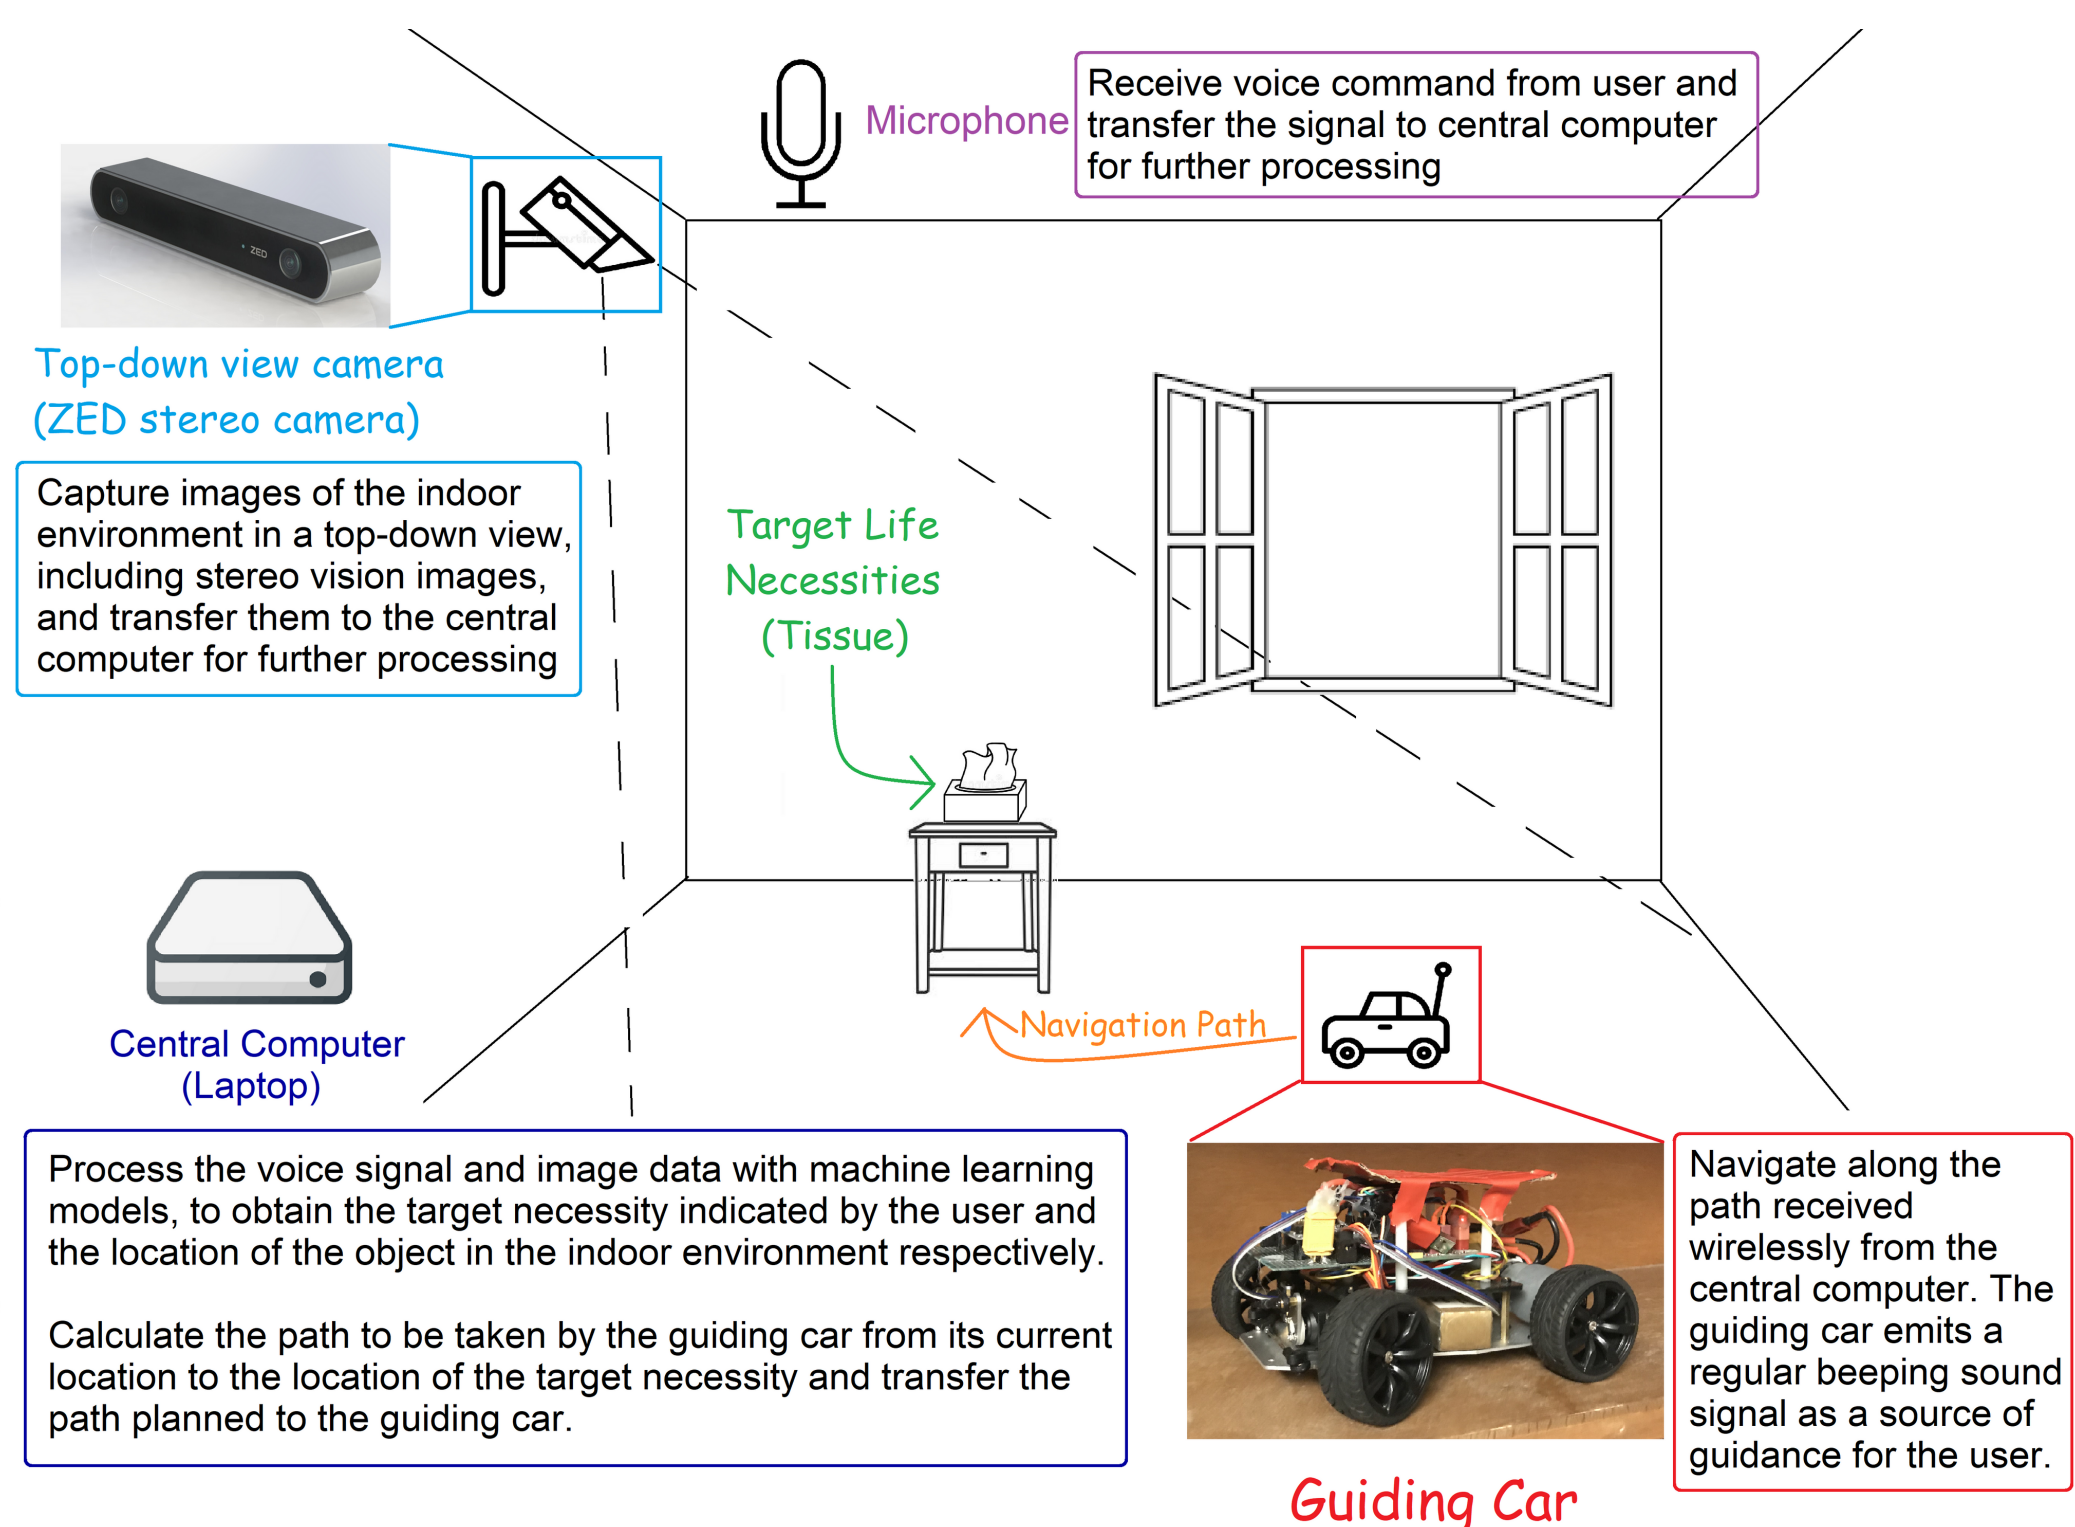 Microphone
Receive voice command from user and
transfer the signal to central computer
for further processing
ZED
Top-down view camera
(ZED stereo camera)
Capture images of the indoor
environment in a top-down view,
including stereo vision images,
and transfer them to the central
computer for further processing
Target Life
Necessities
(Tissue)
Navigation Path
Central Computer
(Laptop)
Process the voice signal and image data with machine learning
models, to obtain the target necessity indicated by the user and
the location of the object in the indoor environment respectively.
Calculate the path to be taken by the guiding car from its current
location to the location of the target necessity and transfer the
path planned to the guiding car.
Guiding Car
Navigate along the
path received
wirelessly from the
central computer. The
guiding car emits a
regular beeping sound
signal as a source of
guidance for the user.